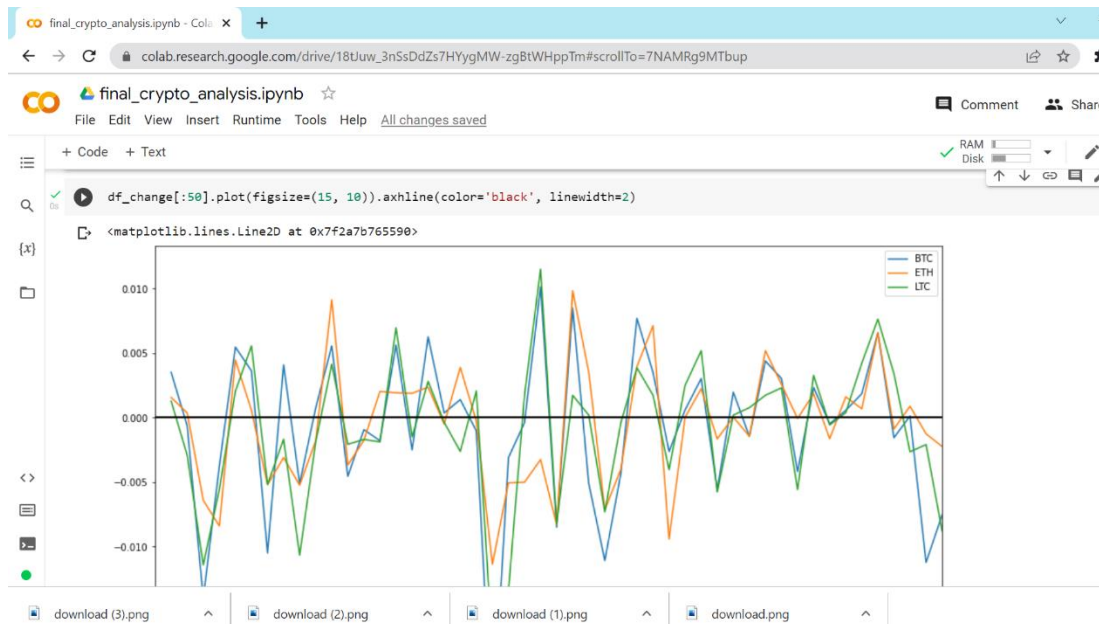 final_crypto_analysis.ipynb - Cola
colab.research.google.com/drive/18tUuw_3nSsDdZs7HYygMW-zgBtWHppTm#scrollTo=7NAMRg9MTbup
final_crypto_analysis.ipynb
Comment
Share
File Edit View Insert Runtime Tools Help All changes saved
+ Code + Text
RAM
Disk
df_change[:50].plot(figsize=(15, 10)).axhline(color='black', linewidth=2)
0s
<matplotlib.lines.Line2D at 0x7f2a7b765590>
{x}
BTC
ETH
LTC
0.010
0.005
0.000
−0.005
−0.010
download (3).png
download (2).png
download (1).png
download.png